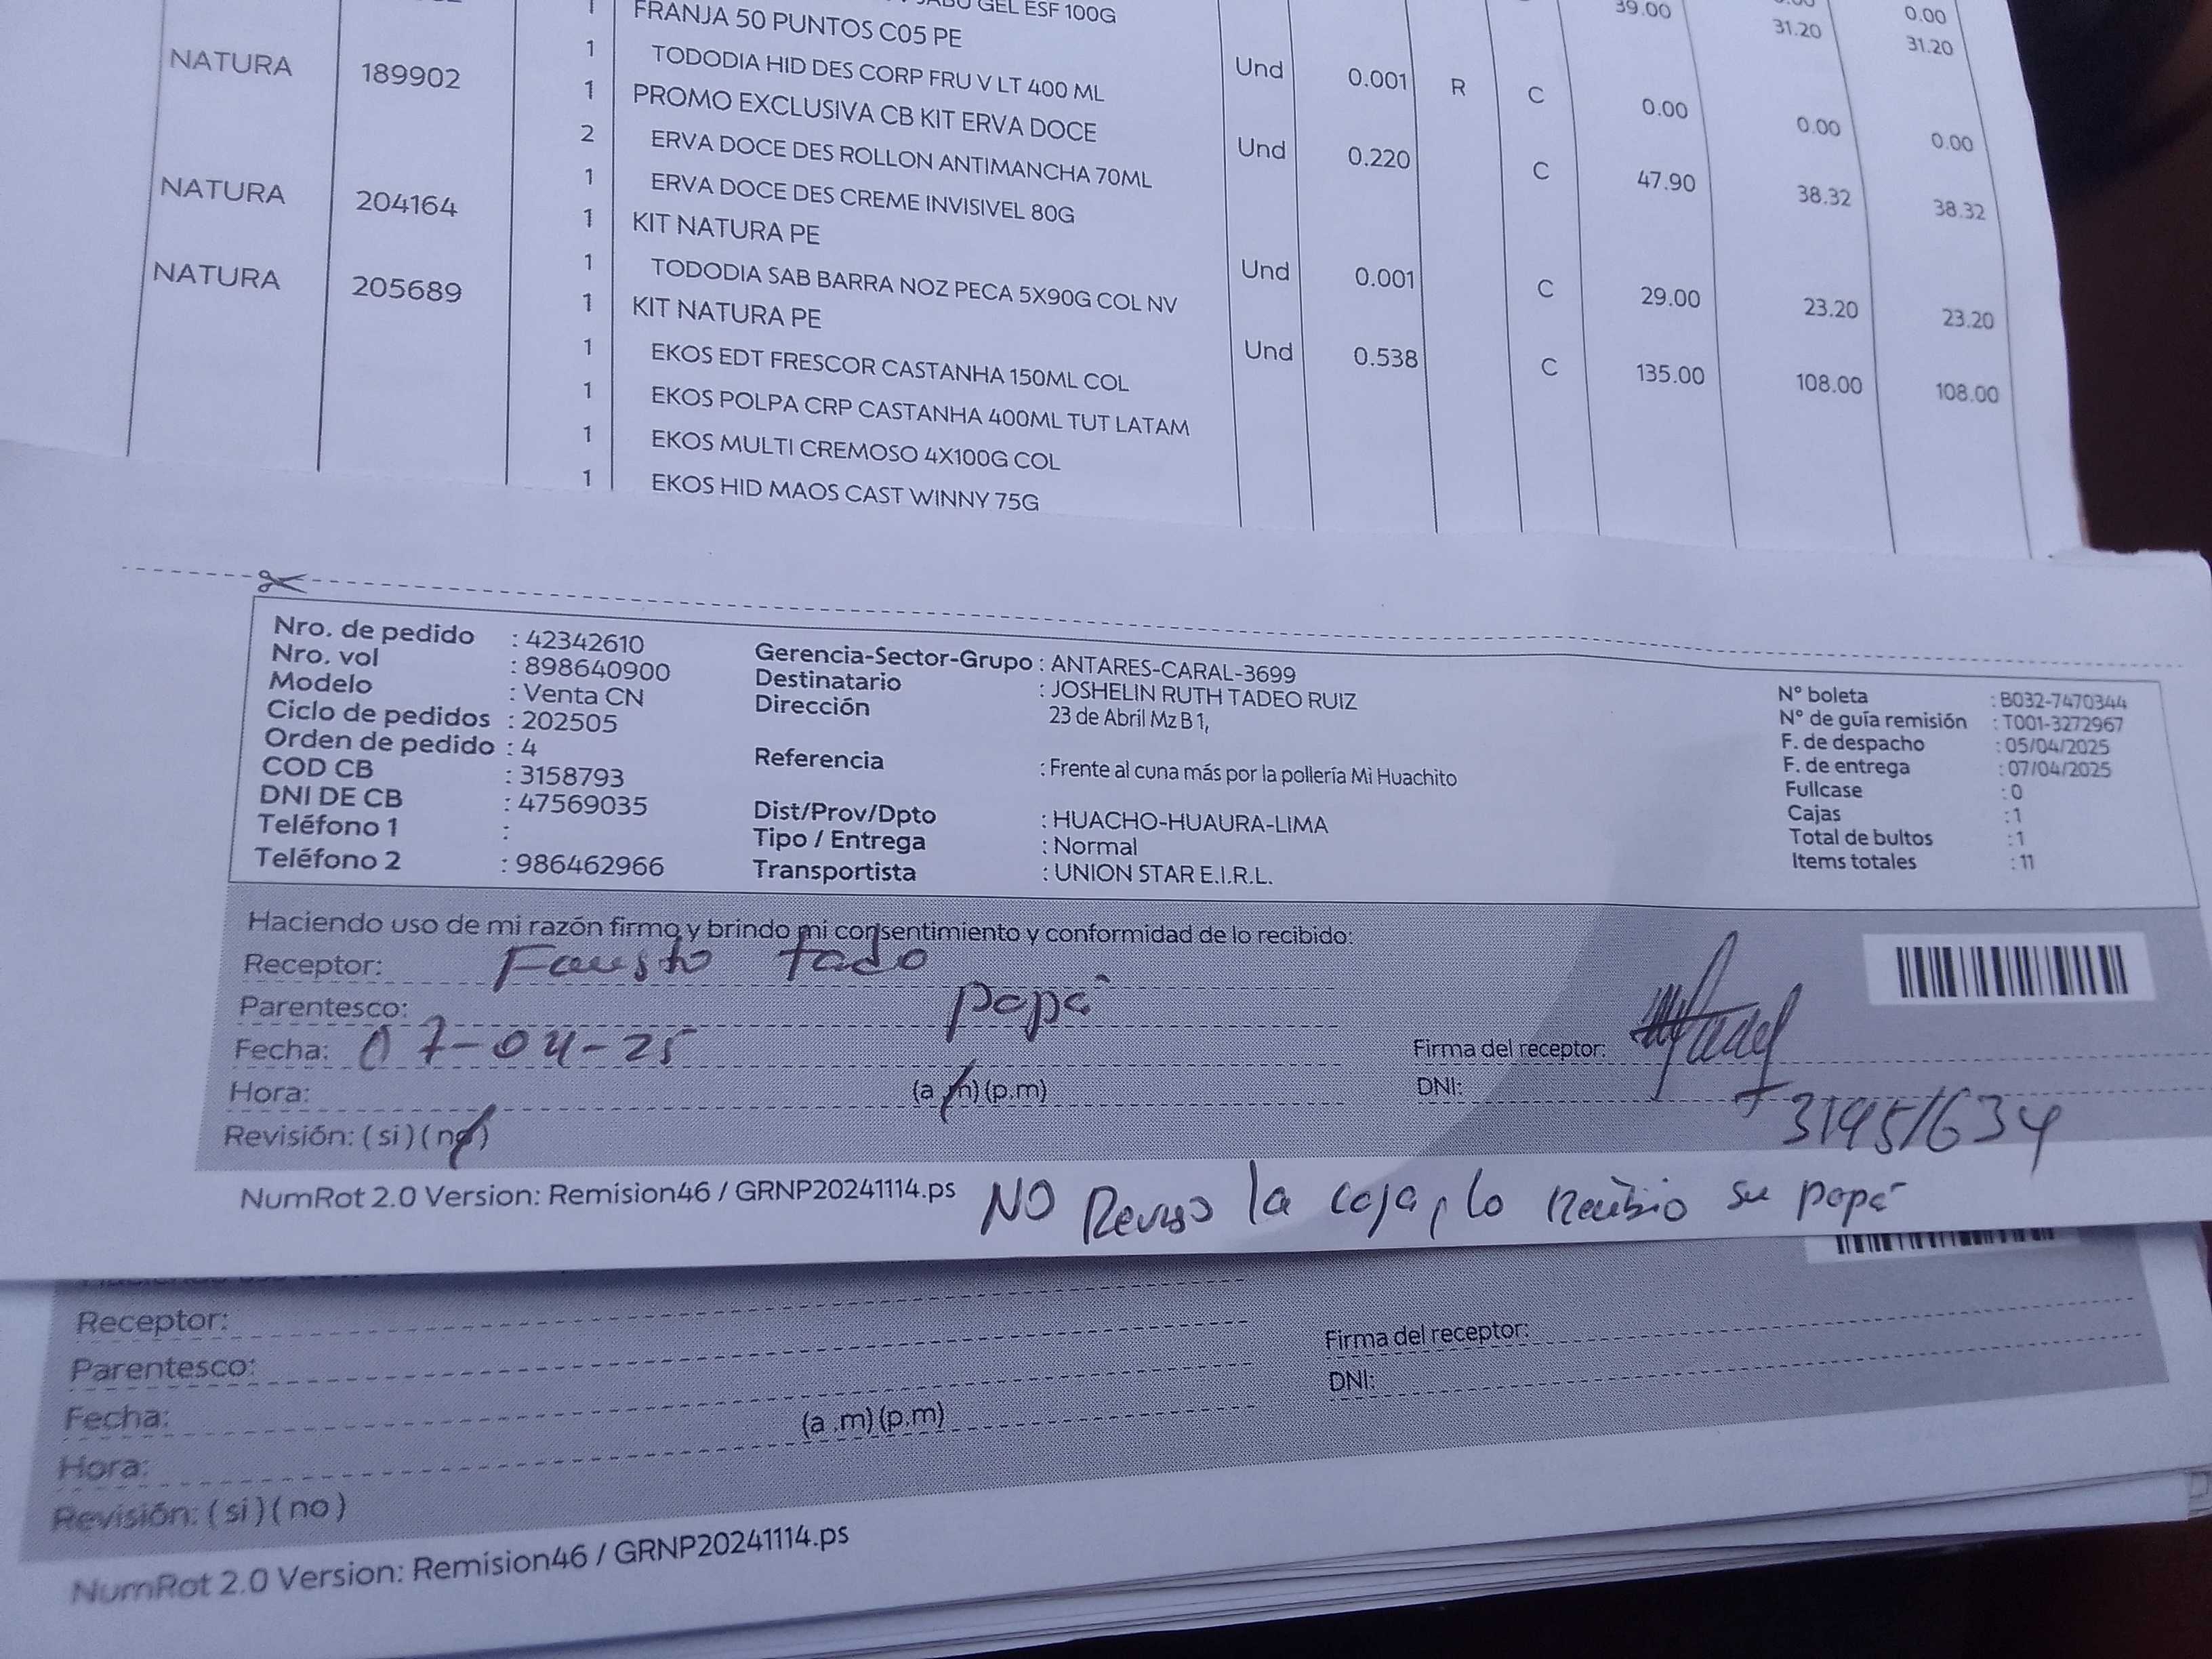 GEL ESF 100G 39.00 31.20 31.20
1 FRANJA 50 PUNTOS C05 PE 0.00
NATURA 189902 1 TODODIA HID DES CORP FRU V LT 400 ML Und 0.001 R C 0.00 0.00 0.00
1 PROMO EXCLUSIVA CB KIT ERVA DOCE Und 0.220 C 47.90 38.32 38.32
2 ERVA DOCE DES ROLLON ANTIMANCHA 70ML
NATURA 204164 1 ERVA DOCE DES CREME INVISIVEL 80G
1 KIT NATURA PE Und 0.001 C 29.00 23.20 23.20
1 TODODIA SAB BARRA NOZ PECA 5X90G COL NV
NATURA 205689 1 KIT NATURA PE Und 0.538 C 135.00 108.00 108.00
1 EKOS EDT FRESCOR CASTANHA 150ML COL
1 EKOS POLPA CRP CASTANHA 400ML TUT LATAM
1 EKOS MULTI CREMOSO 4X100G COL
1 EKOS HID MAOS CAST WINNY 75G
Nro. de pedido : 42342610
Nro. vol : 898640900
Modelo : Venta CN
Ciclo de pedidos : 202505
Orden de pedido : 4
COD CB : 3158793
DNI DE CB : 47569035
Teléfono 1 :
Teléfono 2 : 986462966
Gerencia-Sector-Grupo : ANTARES-CARAL-3699
Destinatario : JOSHELIN RUTH TADEO RUIZ
Dirección 23 de Abril Mz B 1,
Referencia : Frente al cuna más por la pollería Mi Huachito
Dist/Prov/Dpto : HUACHO-HUAURA-LIMA
Tipo / Entrega : Normal
Transportista : UNION STAR E.I.R.L.
N° boleta : B032-7470344
N° de guía remisión : T001-3272967
F. de despacho : 05/04/2025
F. de entrega : 07/04/2025
Fullcase : 0
Cajas : 1
Total de bultos : 1
Items totales : 11
Haciendo uso de mi razón firmo y brindo mi consentimiento y conformidad de lo recibido:
Receptor: Fausto tado
Parentesco: papá
Fecha: 07-04-25
Hora: (a .m) (p.m)
Revisión: ( si ) ( no )
Firma del receptor:
DNI: 31951634
NumRot 2.0 Version: Remision46 / GRNP20241114.ps
NO Reviso la caja, lo recibio su papá
Receptor:
Parentesco:
Fecha:
Hora: (a .m) (p.m)
Revisión: ( si ) ( no )
Firma del receptor:
DNI:
NumRot 2.0 Version: Remision46 / GRNP20241114.ps